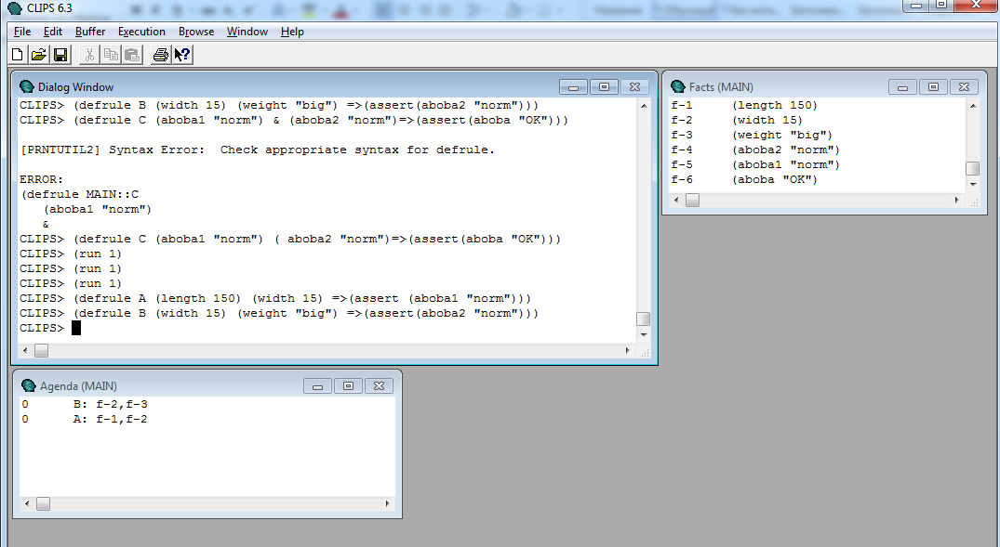 CLIPS 6.3
File Edit Buffer Execution Browse Window Help
Dialog Window
CLIPS> (defrule B (width 15) (weight "big") =>(assert(aboba2 "norm")))
CLIPS> (defrule C (aboba1 "norm") & (aboba2 "norm")=>(assert(aboba "OK")))
[PRNTUTIL2] Syntax Error:  Check appropriate syntax for defrule.
ERROR:
(defrule MAIN::C
   (aboba1 "norm")
   &
CLIPS> (defrule C (aboba1 "norm") ( aboba2 "norm")=>(assert(aboba "OK")))
CLIPS> (run 1)
CLIPS> (run 1)
CLIPS> (run 1)
CLIPS> (defrule A (length 150) (width 15) =>(assert (aboba1 "norm")))
CLIPS> (defrule B (width 15) (weight "big") =>(assert(aboba2 "norm")))
CLIPS>
Facts (MAIN)
f-1     (length 150)
f-2     (width 15)
f-3     (weight "big")
f-4     (aboba2 "norm")
f-5     (aboba1 "norm")
f-6     (aboba "OK")
Agenda (MAIN)
0      B: f-2,f-3
0      A: f-1,f-2